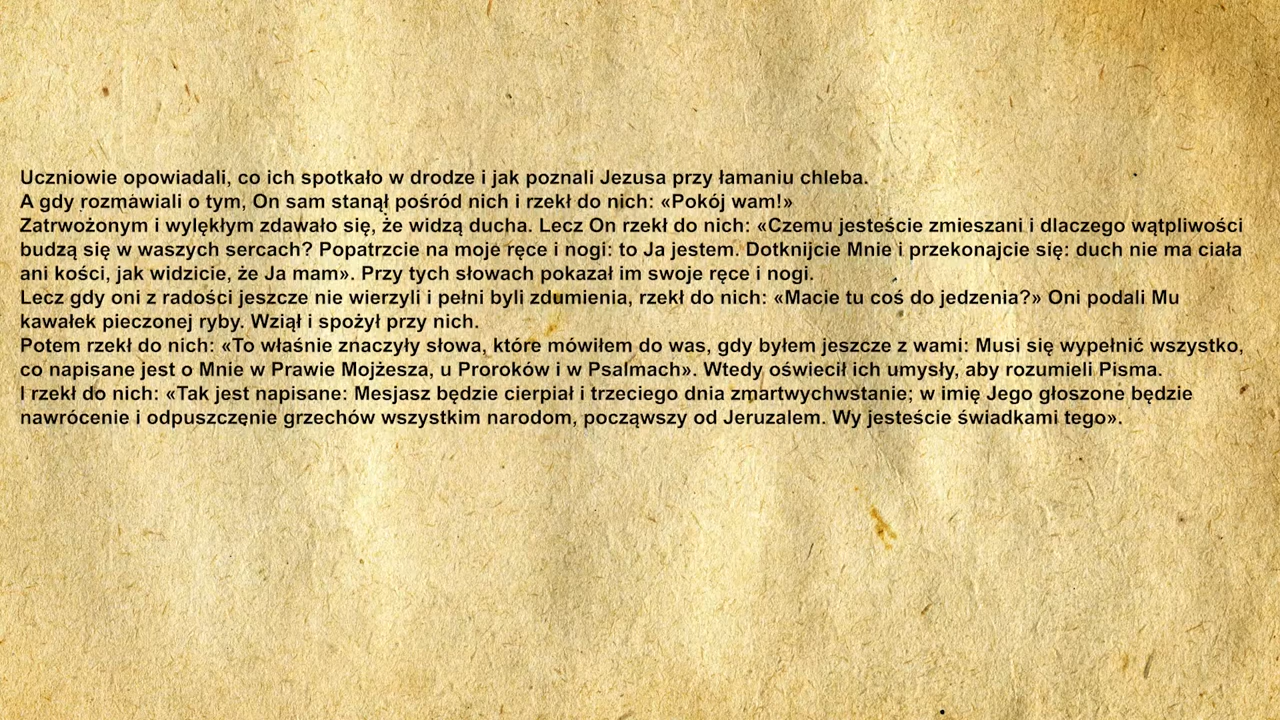 Uczniowie opowiadali, co ich spotkało w drodze i jak poznali Jezusa przy łamaniu chleba.
A gdy rozmawiali o tym, On sam stanął pośród nich i rzekł do nich: «Pokój wam!»
Zatrwożonym i wylękłym zdawało się, że widzą ducha. Lecz On rzekł do nich: «Czemu jesteście zmieszani i dlaczego wątpliwości
budzą się w waszych sercach? Popatrzcie na moje ręce i nogi: to Ja jestem. Dotknijcie Mnie i przekonajcie się: duch nie ma ciała
ani kości, jak widzicie, że Ja mam». Przy tych słowach pokazał im swoje ręce i nogi.
Lecz gdy oni z radości jeszcze nie wierzyli i pełni byli zdumienia, rzekł do nich: «Macie tu coś do jedzenia?» Oni podali Mu
kawałek pieczonej ryby. Wziął i spożył przy nich.
Potem rzekł do nich: «To właśnie znaczyły słowa, które mówiłem do was, gdy byłem jeszcze z wami: Musi się wypełnić wszystko,
co napisane jest o Mnie w Prawie Mojżesza, u Proroków i w Psalmach». Wtedy oświecił ich umysły, aby rozumieli Pisma.
I rzekł do nich: «Tak jest napisane: Mesjasz będzie cierpiał i trzeciego dnia zmartwychwstanie; w imię Jego głoszone będzie
nawrócenie i odpuszczenie grzechów wszystkim narodom, począwszy od Jeruzalem. Wy jesteście świadkami tego».